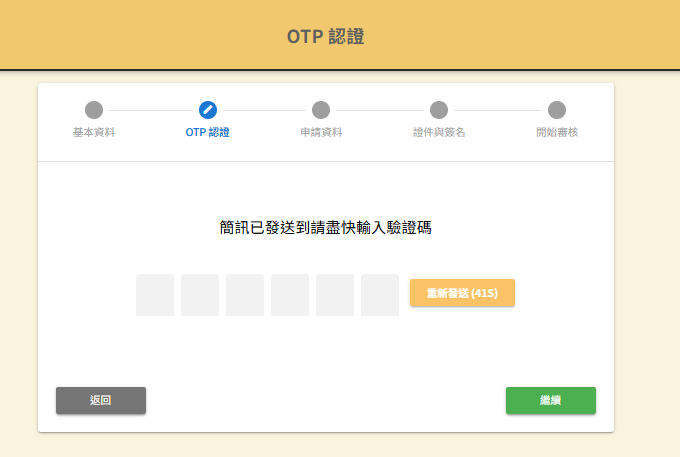 OTP 認證
基本資料
OTP 認證
申請資料
證件與簽名
開始審核
簡訊已發送到請盡快輸入驗證碼
重新發送 (41S)
返回
繼續